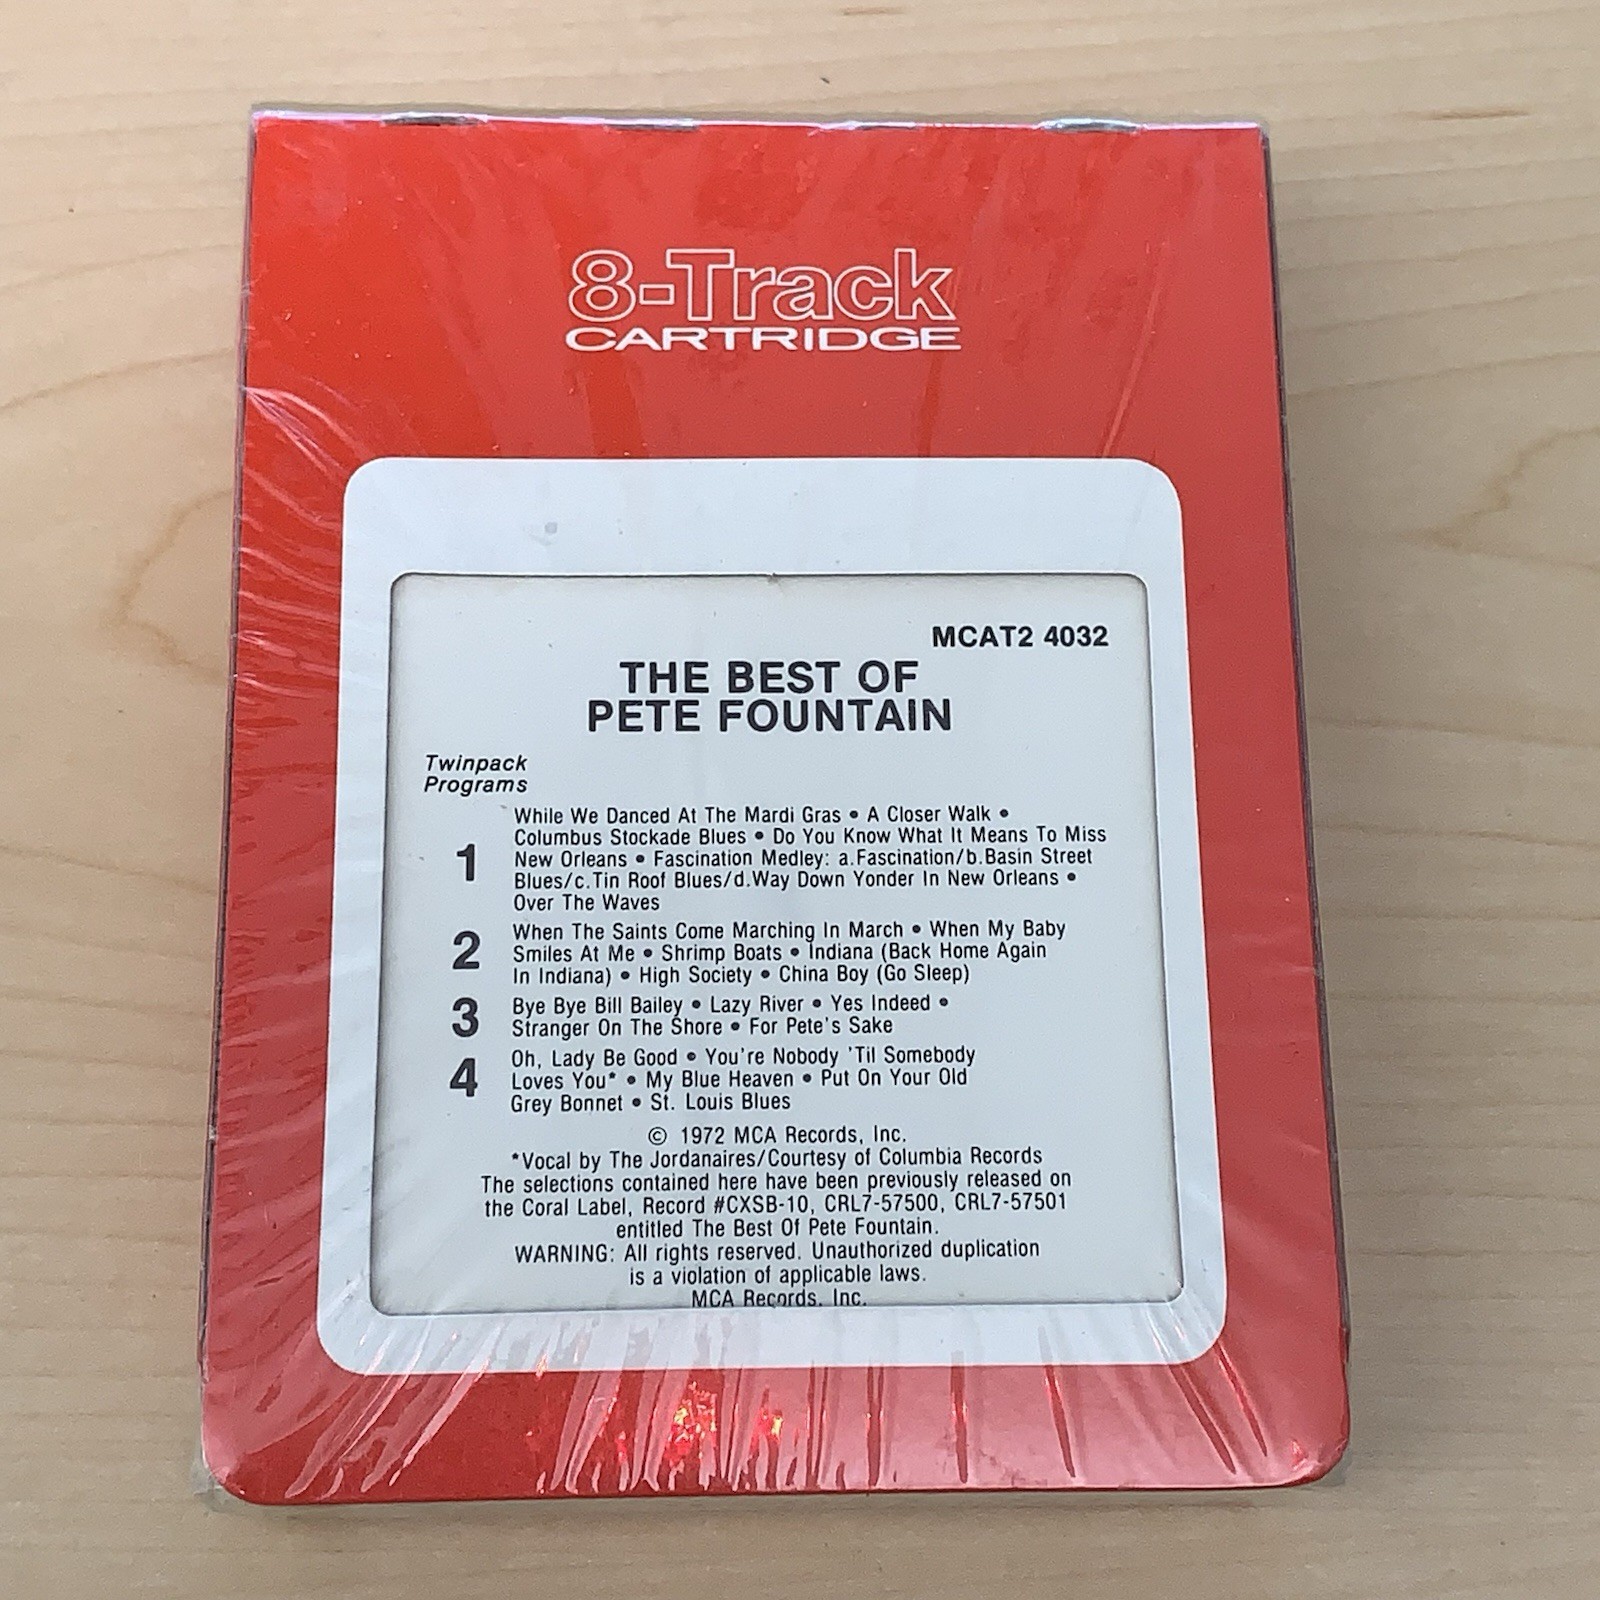 8-Track
CARTRIDGE
MCAT2 4032
THE BEST OF
PETE FOUNTAIN
Twinpack
Programs
1
While We Danced At The Mardi Gras • A Closer Walk •
Columbus Stockade Blues • Do You Know What It Means To Miss
New Orleans • Fascination Medley: a.Fascination/b.Basin Street
Blues/c.Tin Roof Blues/d.Way Down Yonder In New Orleans •
Over The Waves
2
When The Saints Come Marching In March • When My Baby
Smiles At Me • Shrimp Boats • Indiana (Back Home Again
In Indiana) • High Society • China Boy (Go Sleep)
3
Bye Bye Bill Bailey • Lazy River • Yes Indeed •
Stranger On The Shore • For Pete's Sake
4
Oh, Lady Be Good • You're Nobody 'Til Somebody
Loves You* • My Blue Heaven • Put On Your Old
Grey Bonnet • St. Louis Blues
© 1972 MCA Records, Inc.
*Vocal by The Jordanaires/Courtesy of Columbia Records
The selections contained here have been previously released on
the Coral Label, Record #CXSB-10, CRL7-57500, CRL7-57501
entitled The Best Of Pete Fountain.
WARNING: All rights reserved. Unauthorized duplication
is a violation of applicable laws.
MCA Records, Inc.